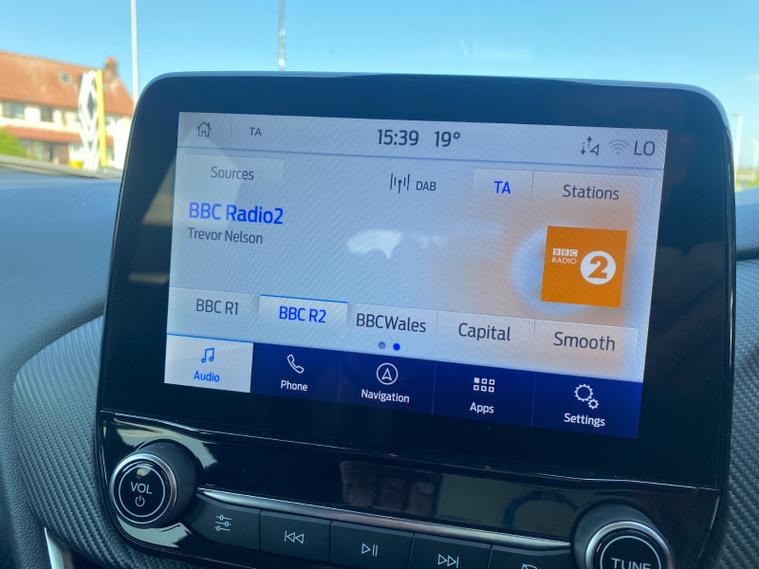 TA 15:39 19° LO
Sources DAB TA Stations
BBC Radio2
Trevor Nelson
BBC RADIO 2
BBC R1 BBC R2 BBCWales Capital Smooth
Audio Phone Navigation Apps Settings
VOL
TUNE